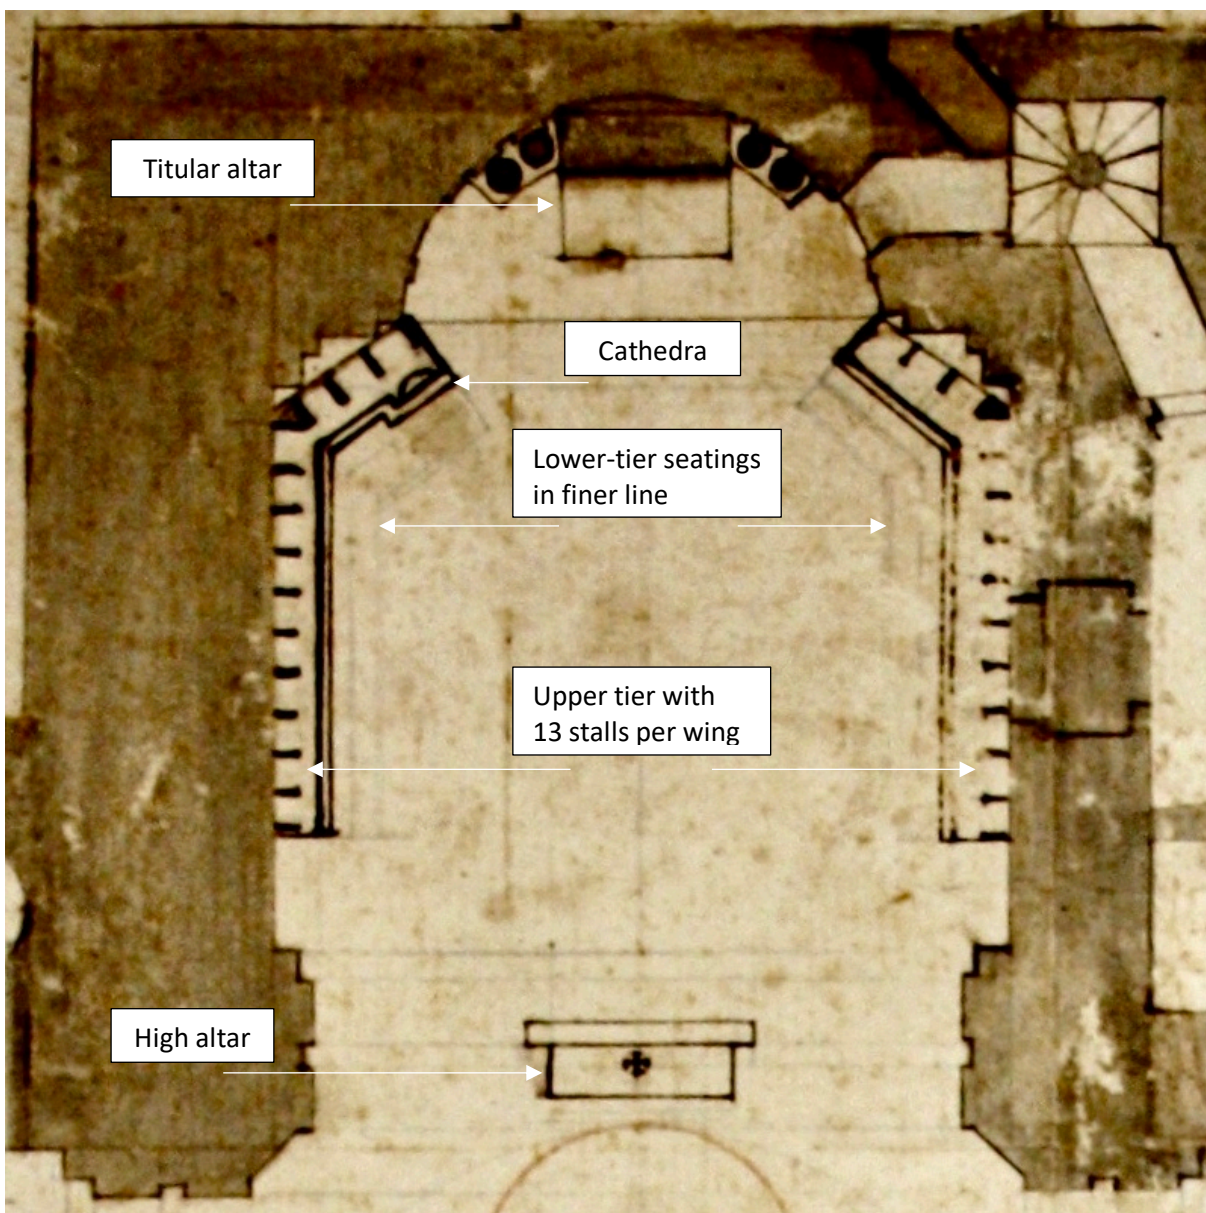 Titular altar
Cathedra
Lower-tier seatings
in finer line
Upper tier with
13 stalls per wing
High altar